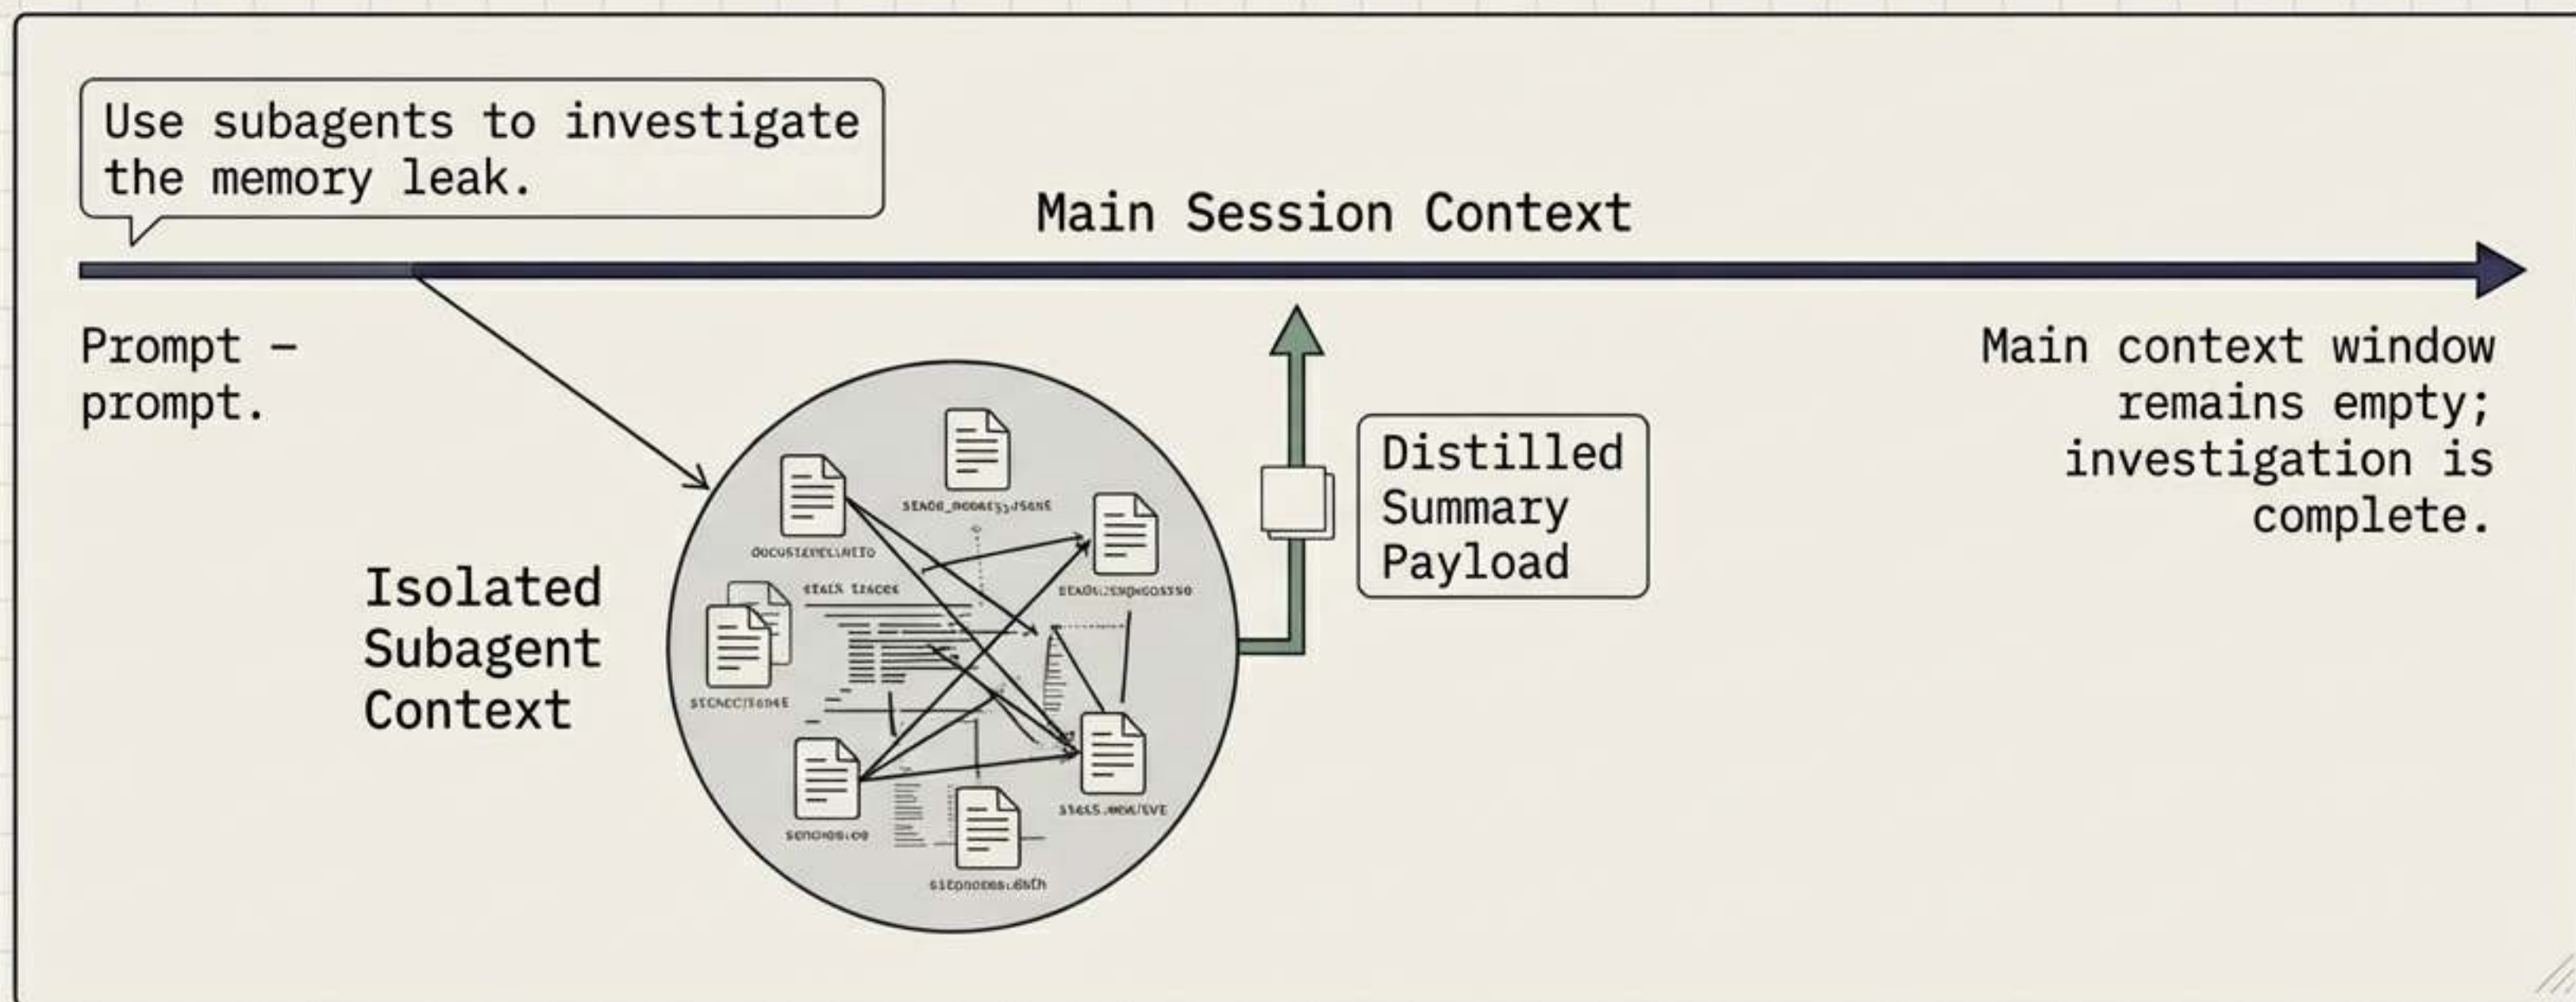 Use subagents to investigate
the memory leak.
Main Session Context
Prompt –
prompt.
Main context window
remains empty;
investigation is
complete.
Isolated
Subagent
Context
Distilled
Summary
Payload